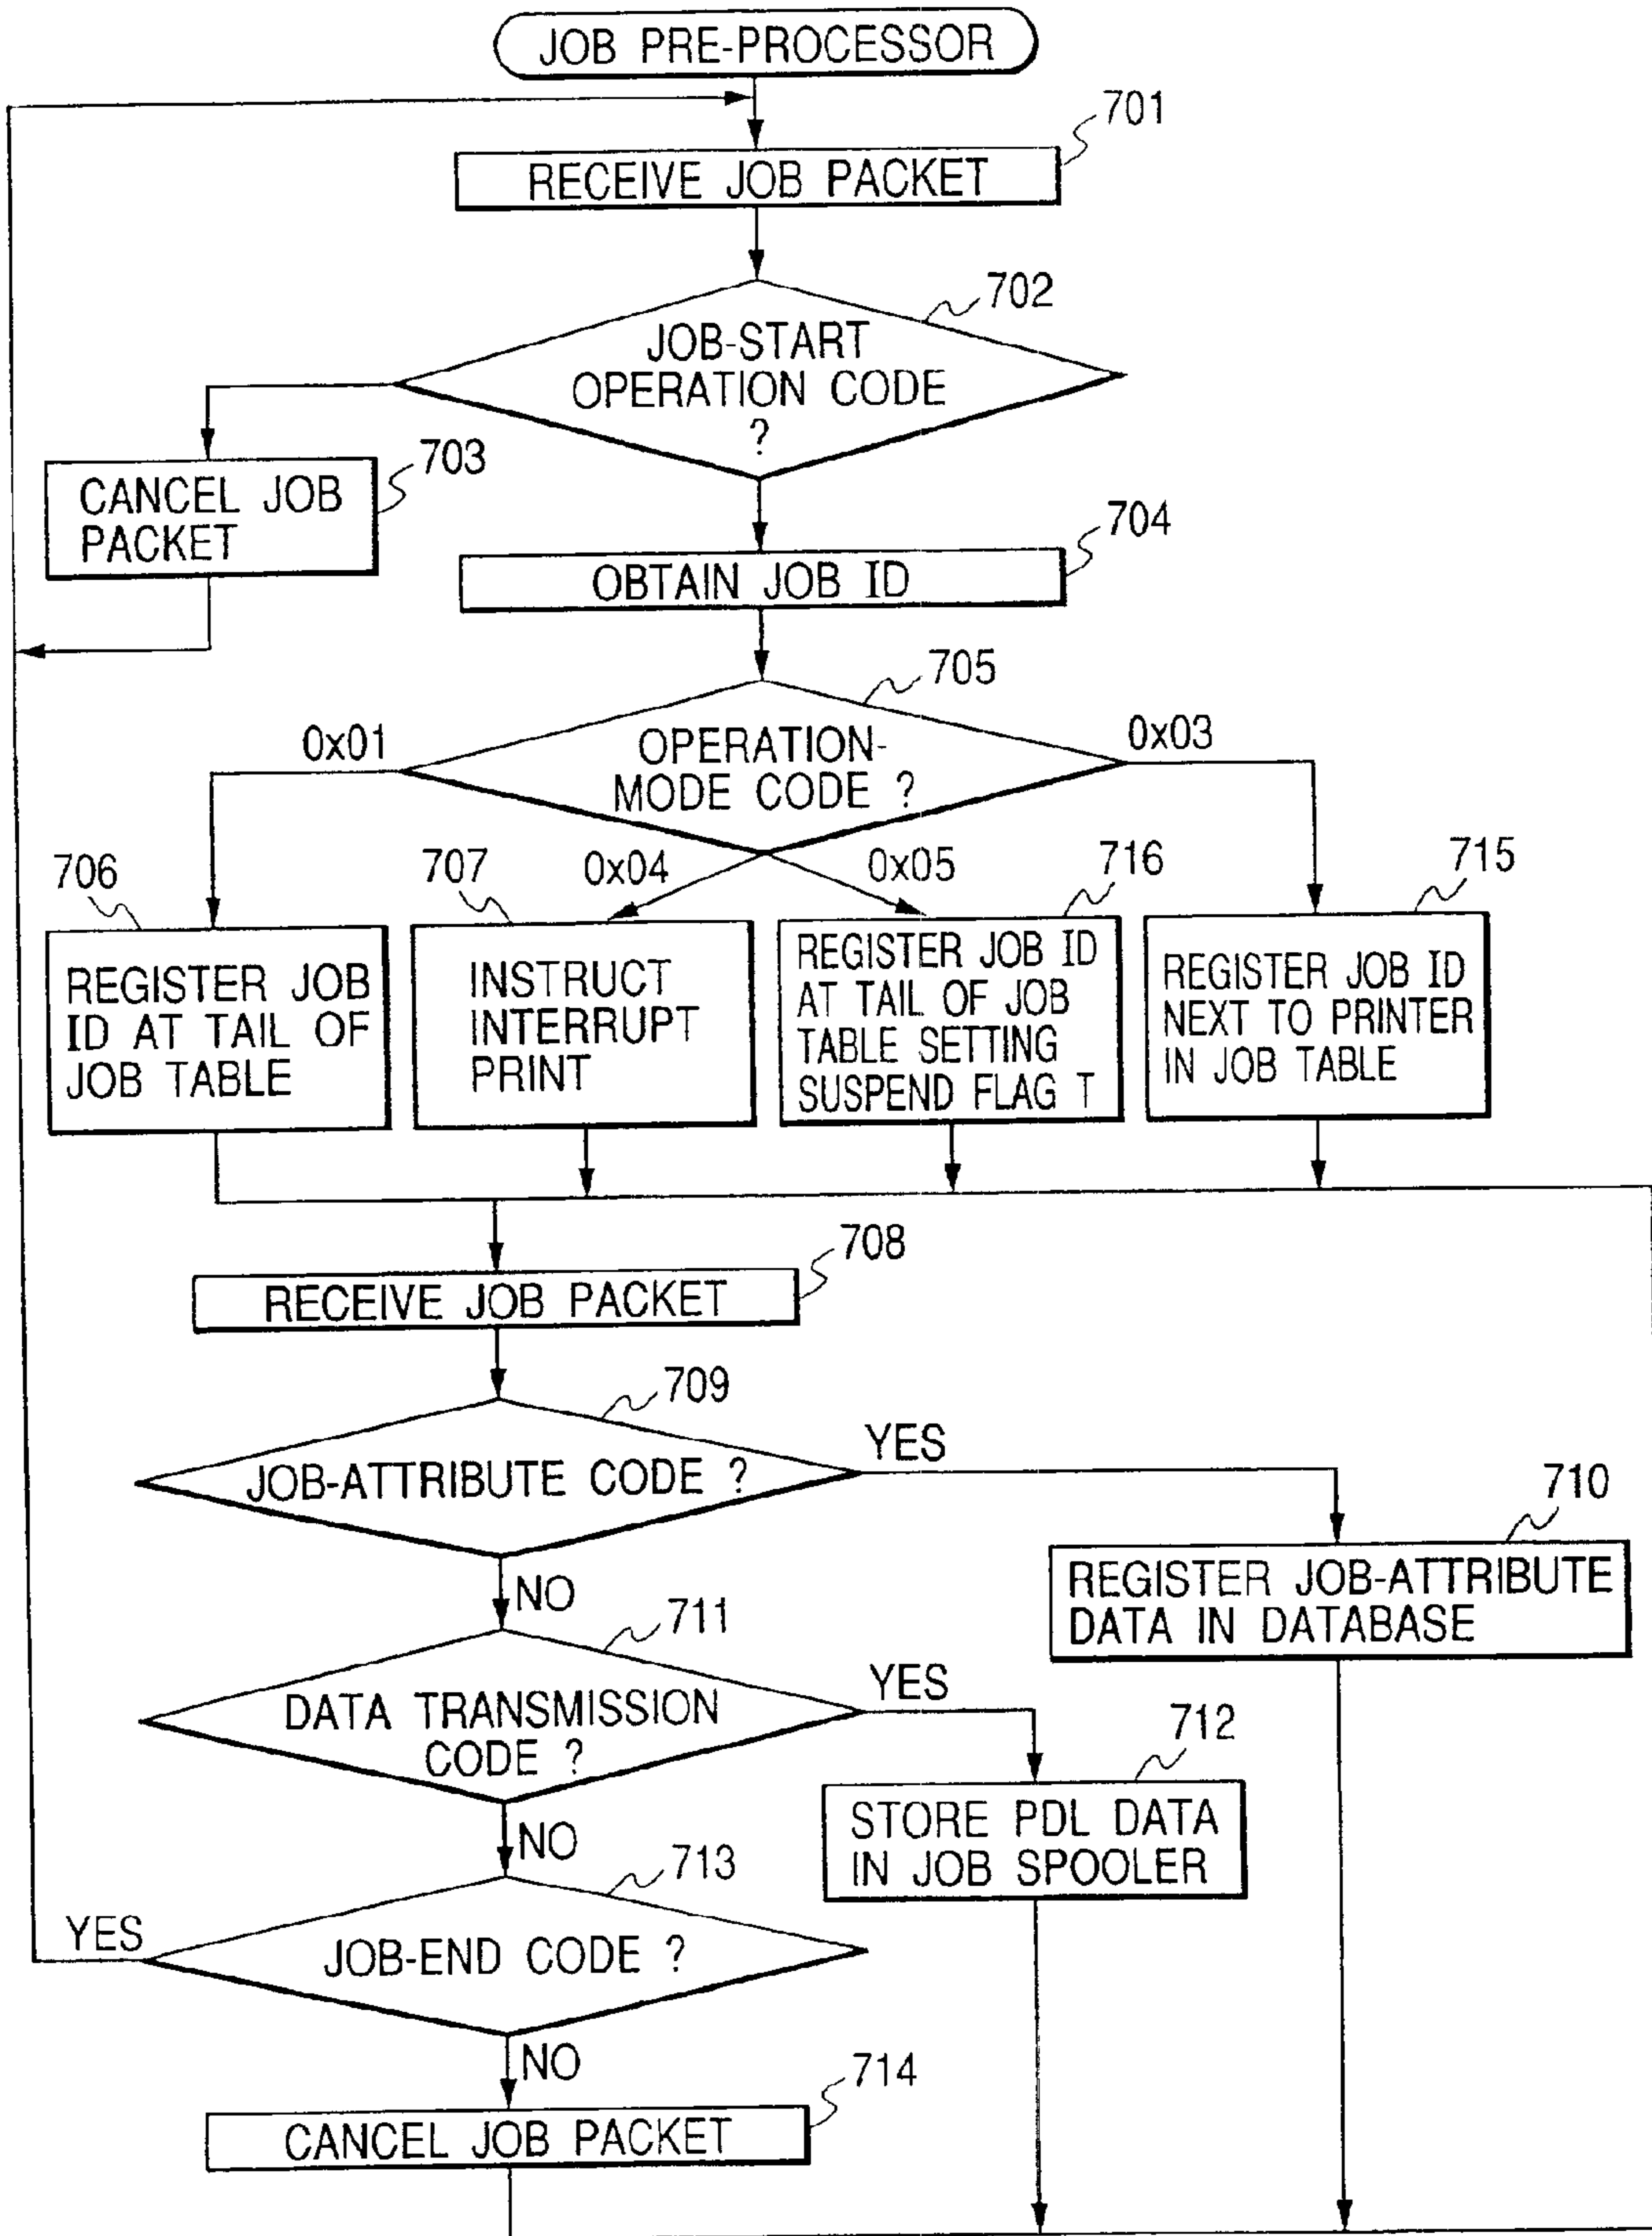 JOB PRE-PROCESSOR
701
RECEIVE JOB PACKET
702
JOB-START
OPERATION CODE
?
703
CANCEL JOB
PACKET
704
OBTAIN JOB ID
705
0x01
OPERATION-
MODE CODE ?
0x03
706
707
0x04
0x05
716
715
REGISTER JOB
ID AT TAIL OF
JOB TABLE
INSTRUCT
INTERRUPT
PRINT
REGISTER JOB ID
AT TAIL OF JOB
TABLE SETTING
SUSPEND FLAG T
REGISTER JOB ID
NEXT TO PRINTER
IN JOB TABLE
708
RECEIVE JOB PACKET
709
JOB-ATTRIBUTE CODE ?
YES
710
REGISTER JOB-ATTRIBUTE
DATA IN DATABASE
NO
711
DATA TRANSMISSION
CODE ?
YES
712
STORE PDL DATA
IN JOB SPOOLER
NO
713
YES
JOB-END CODE ?
NO
714
CANCEL JOB PACKET